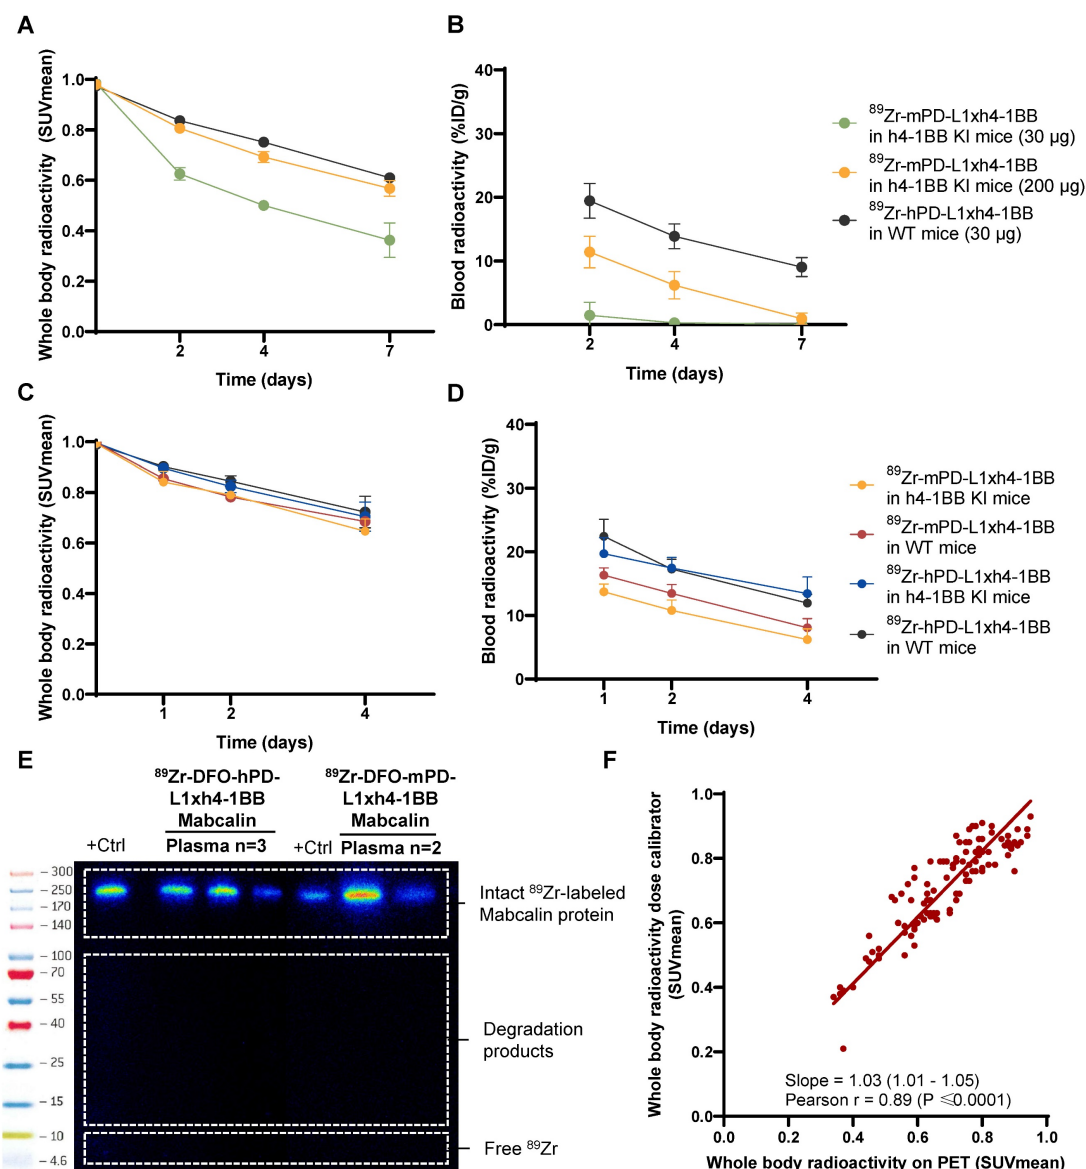 A
Whole body radioactivity (SUVmean)
1.0
0.8
0.6
0.4
0.2
0.0
2
4
7
Time (days)
B
Blood radioactivity (%ID/g)
40
30
20
10
0
2
4
7
Time (days)
89Zr-mPD-L1xh4-1BB
in h4-1BB KI mice (30 µg)
89Zr-mPD-L1xh4-1BB
in h4-1BB KI mice (200 µg)
89Zr-hPD-L1xh4-1BB
in WT mice (30 µg)
C
Whole body radioactivity (SUVmean)
1.0
0.8
0.6
0.4
0.2
0.0
1
2
4
Time (days)
D
Blood radioactivity (%ID/g)
40
20
10
0
1
2
4
Time (days)
89Zr-mPD-L1xh4-1BB
in h4-1BB KI mice
89Zr-mPD-L1xh4-1BB
in WT mice
89Zr-hPD-L1xh4-1BB
in h4-1BB KI mice
89Zr-hPD-L1xh4-1BB
in WT mice
E
89Zr-DFO-hPD-
L1xh4-1BB
Mabcalin
89Zr-DFO-mPD-
L1xh4-1BB
Mabcalin
+Ctrl
Plasma n=3
+Ctrl
Plasma n=2
300
250
170
140
100
70
55
40
25
15
10
4.6
Intact 89Zr-labeled
Mabcalin protein
Degradation
products
Free 89Zr
F
Whole body radioactivity dose calibrator
(SUVmean)
1.0
0.8
0.6
0.4
0.2
0.0
Slope = 1.03 (1.01 - 1.05)
Pearson r = 0.89 (P ≤0.0001)
0.0
0.2
0.4
0.6
0.8
1.0
Whole body radioactivity on PET (SUVmean)